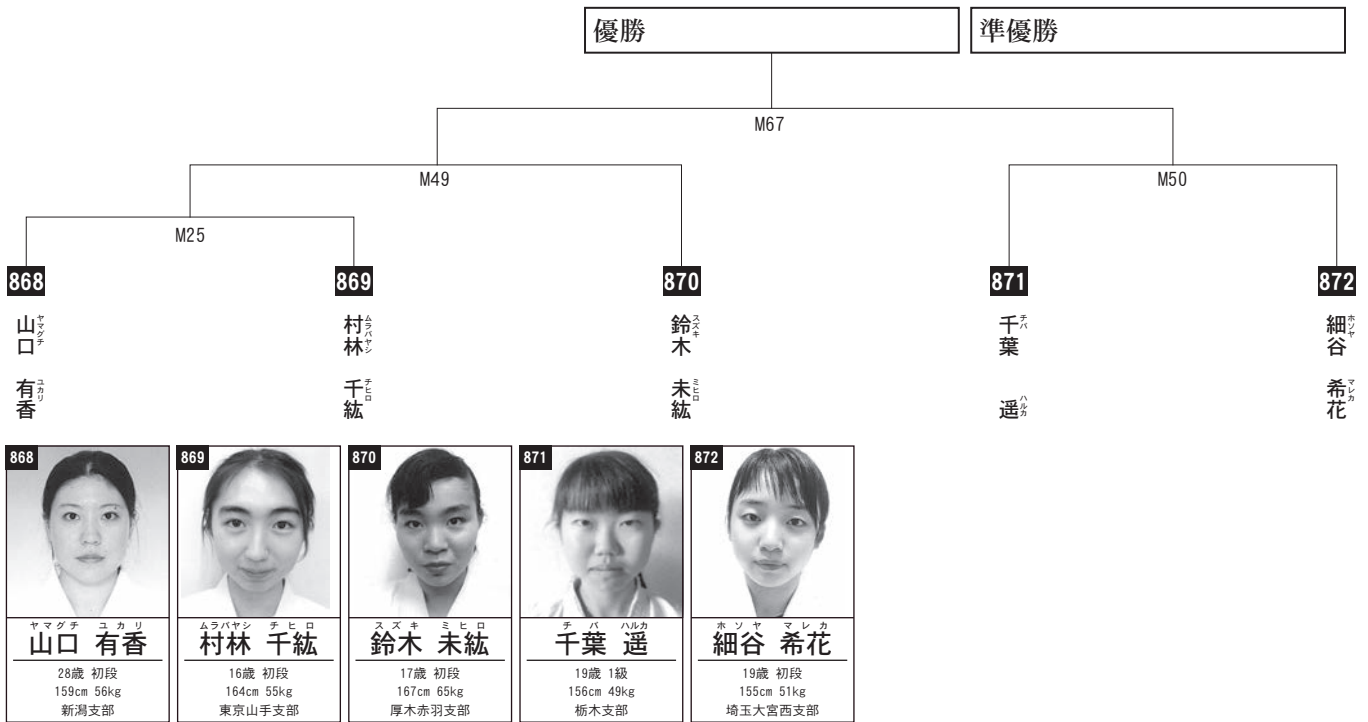 優勝
準優勝
M67
M49
M50
M25
868
869
870
871
872
山口 有香
ヤマグチ ユカリ
村林 千紘
ムラバヤシ チヒロ
鈴木 未紘
スズキ ミヒロ
千葉 遥
チバ ハルカ
細谷 希花
ホソヤ マレカ
868
ヤマグチ ユカリ
山口 有香
28歳 初段
159cm 56kg
新潟支部
869
ムラバヤシ チヒロ
村林 千紘
16歳 初段
164cm 55kg
東京山手支部
870
スズキ ミヒロ
鈴木 未紘
17歳 初段
167cm 65kg
厚木赤羽支部
871
チバ ハルカ
千葉 遥
19歳 1級
156cm 49kg
栃木支部
872
ホソヤ マレカ
細谷 希花
19歳 初段
155cm 51kg
埼玉大宮西支部